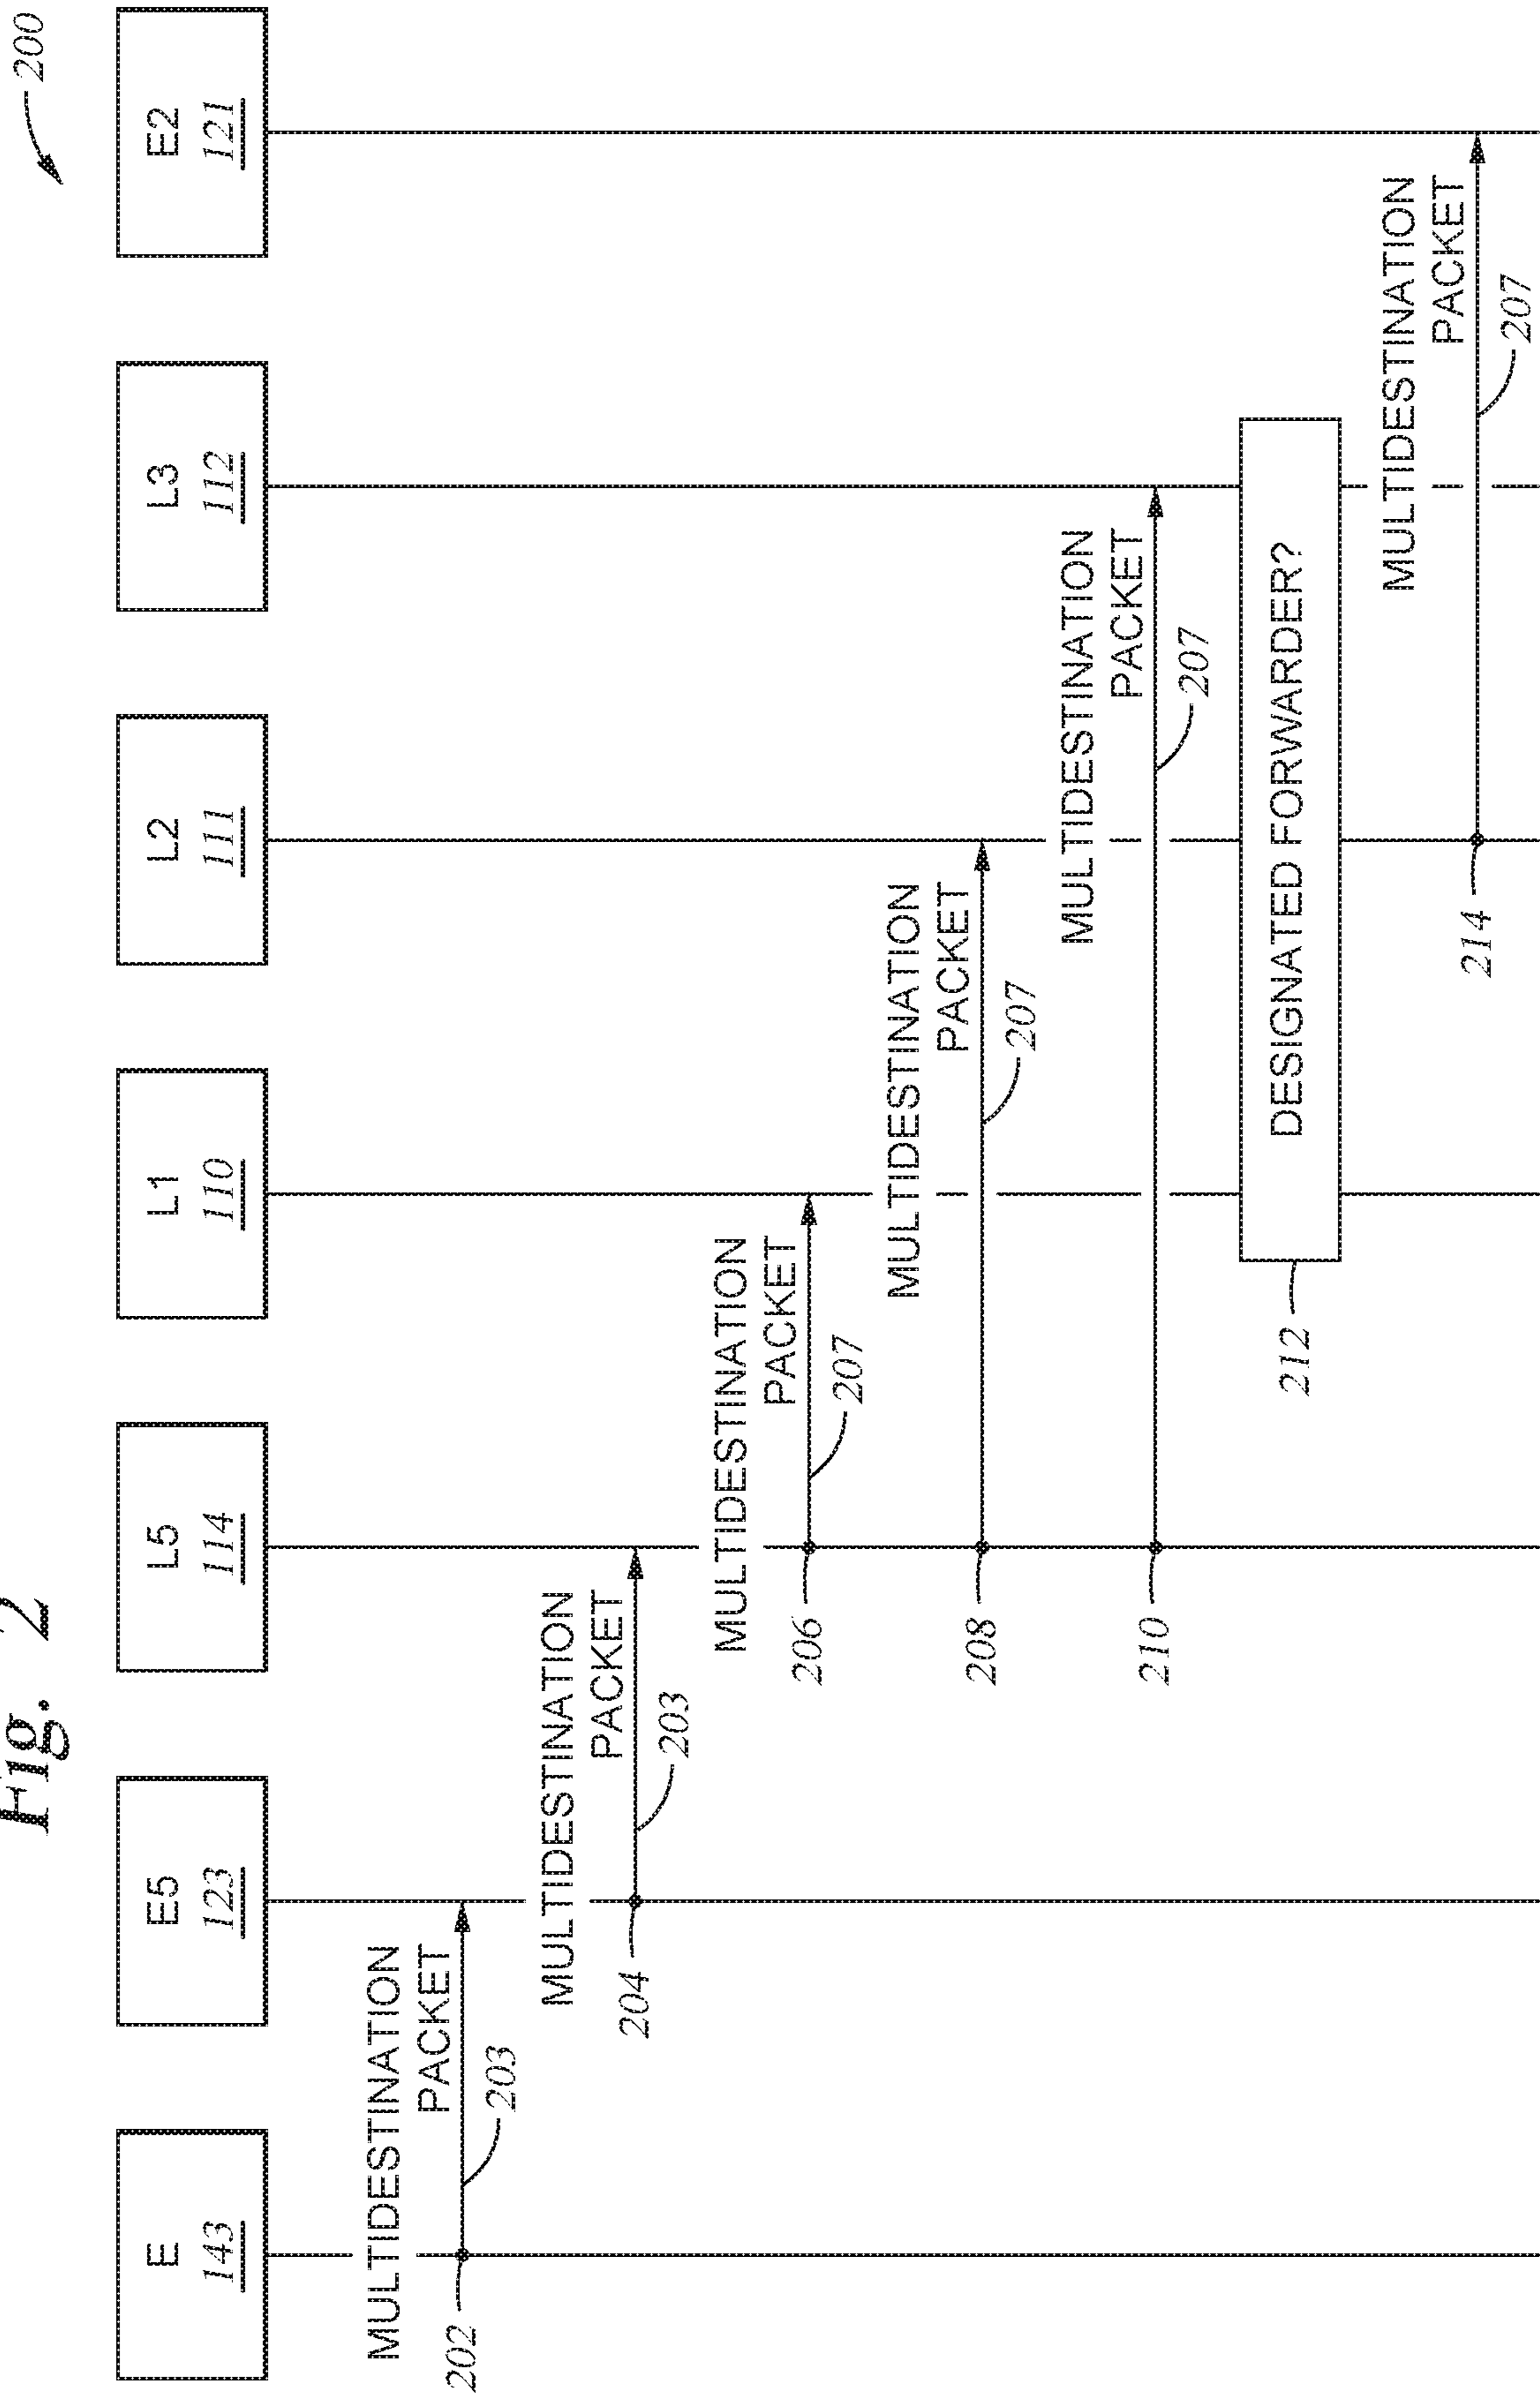 Fig. 2
200
E
143
E5
123
L5
114
L1
110
L2
111
L3
112
E2
121
MULTIDESTINATION
PACKET
202
203
MULTIDESTINATION
PACKET
204
203
MULTIDESTINATION
PACKET
206
207
MULTIDESTINATION
PACKET
208
207
MULTIDESTINATION
PACKET
210
207
DESIGNATED FORWARDER?
212
MULTIDESTINATION
PACKET
214
207